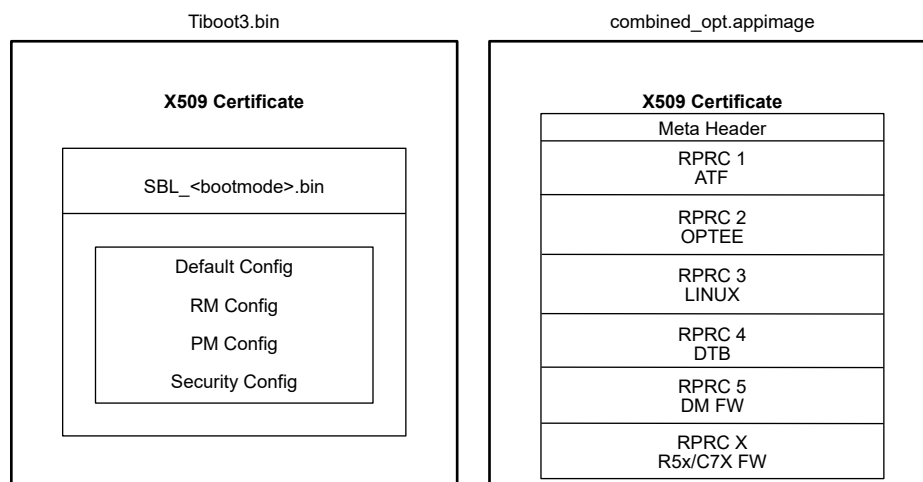 Tiboot3.bin
X509 Certificate
SBL_<bootmode>.bin
Default Config
RM Config
PM Config
Security Config
combined_opt.appimage
X509 Certificate
Meta Header
RPRC 1
ATF
RPRC 2
OPTEE
RPRC 3
LINUX
RPRC 4
DTB
RPRC 5
DM FW
RPRC X
R5x/C7X FW